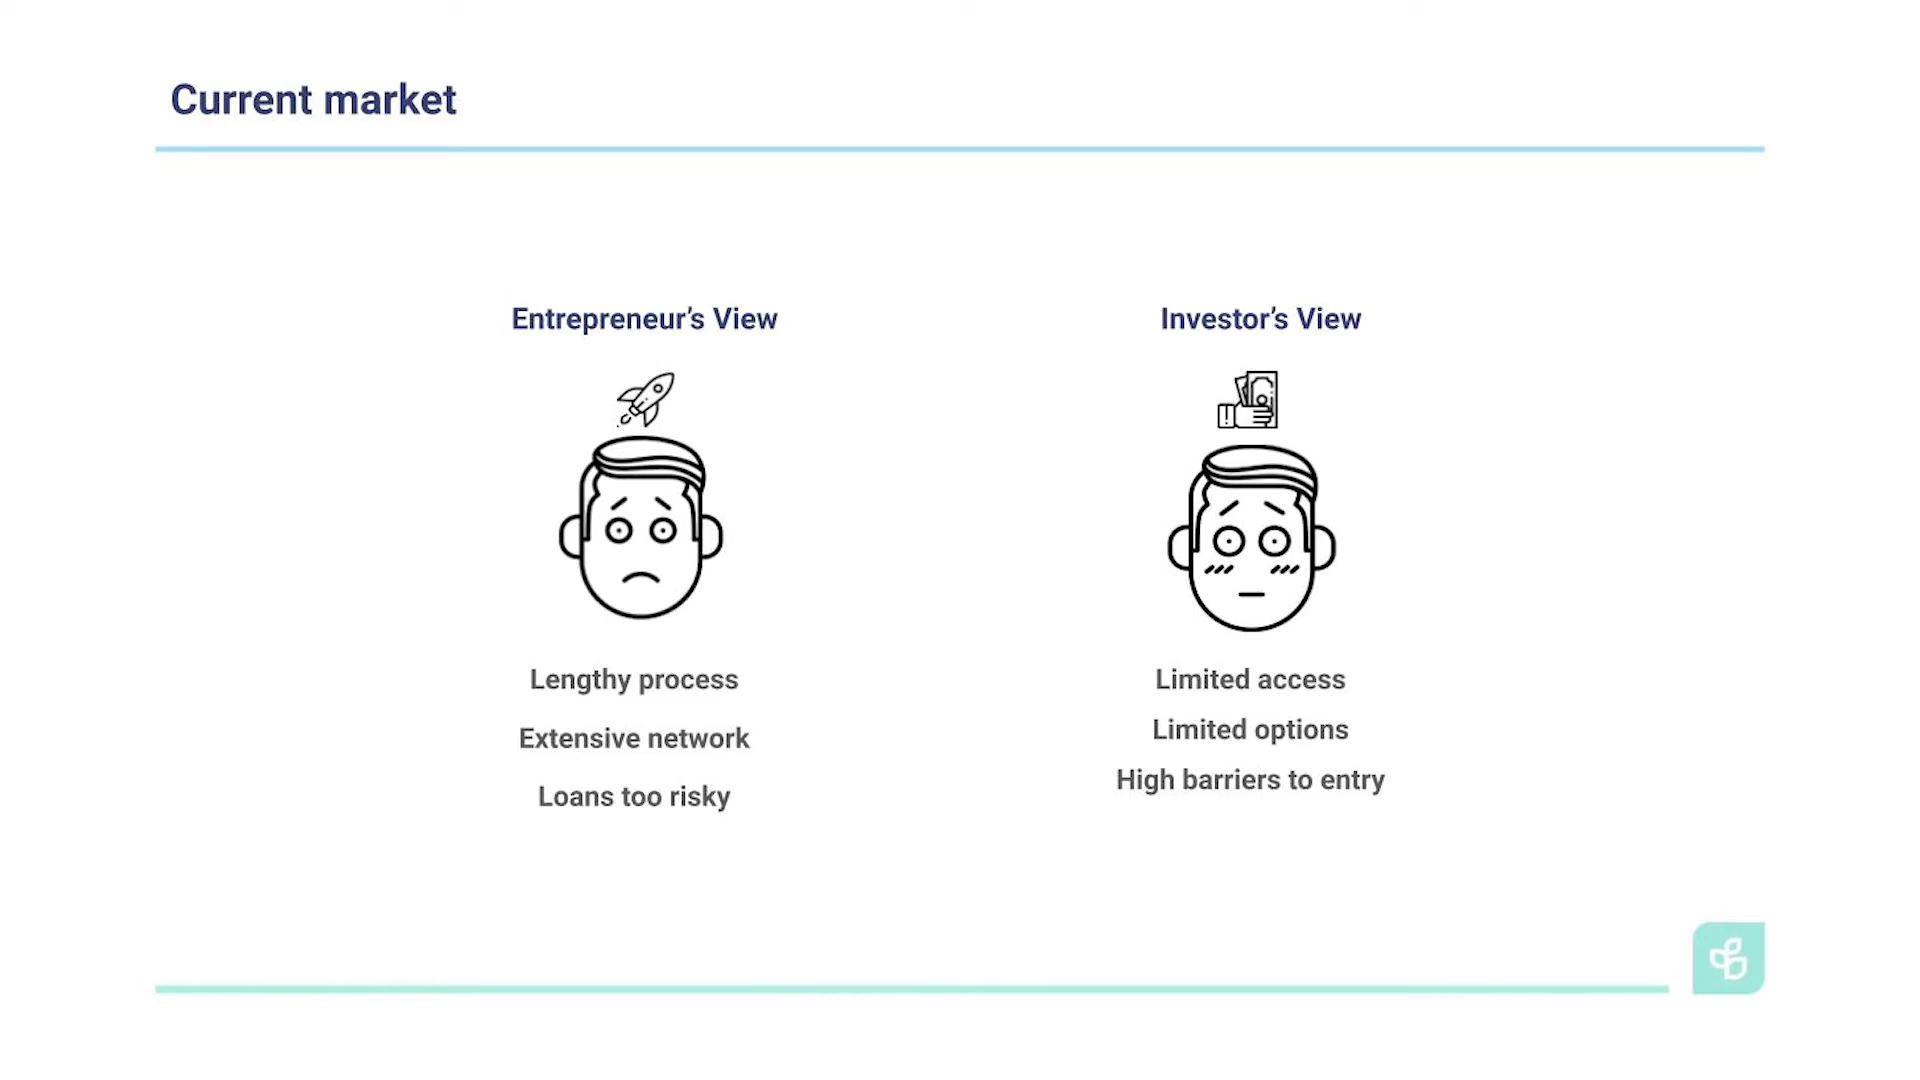 Current market
Entrepreneur’s View
Lengthy process
Extensive network
Loans too risky
Investor’s View
Limited access
Limited options
High barriers to entry